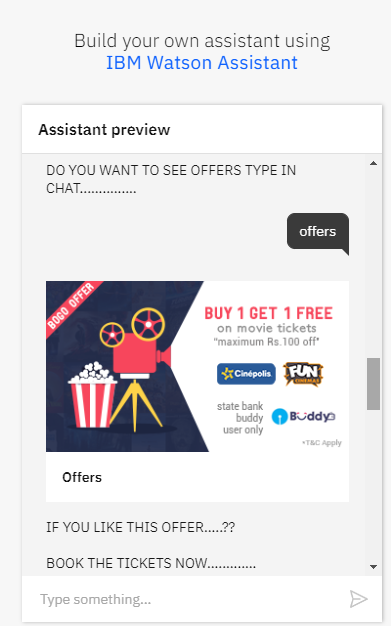 Build your own assistant using
IBM Watson Assistant
Assistant preview
DO YOU WANT TO SEE OFFERS TYPE IN
CHAT...............
offers
BOGO OFFER
BUY 1 GET 1 FREE
on movie tickets
"maximum Rs.100 off"
Cinépolis
FUN
CINEMAS
state bank
buddy
user only
Buddy
*T&C Apply
Offers
IF YOU LIKE THIS OFFER.....??
BOOK THE TICKETS NOW.............
Type something...